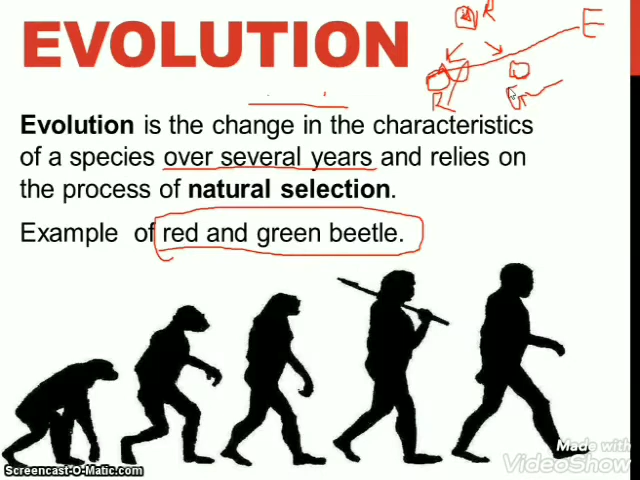 EVOLUTION
R
E
R
G
Evolution is the change in the characteristics
of a species over several years and relies on
the process of natural selection.
Example of red and green beetle.
Made with
VideoShow
Screencast-O-Matic.com